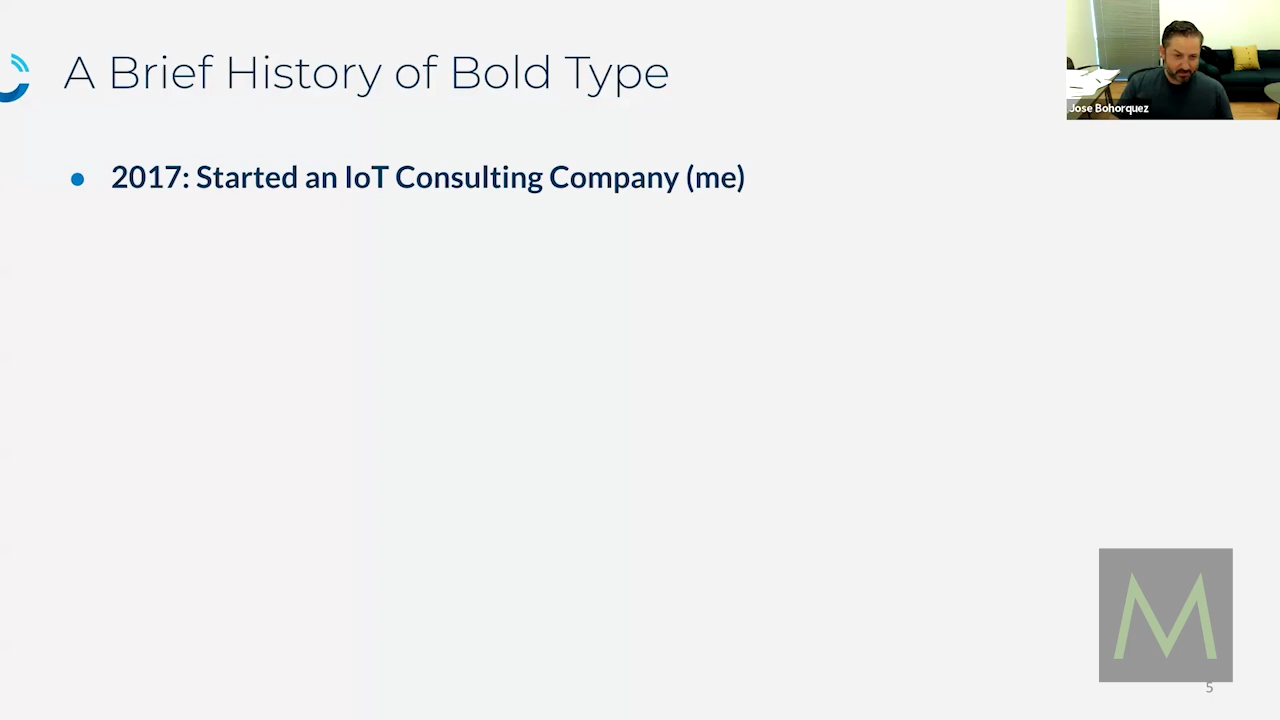 A Brief History of Bold Type
Jose Bohorquez
● 2017: Started an IoT Consulting Company (me)
M
5